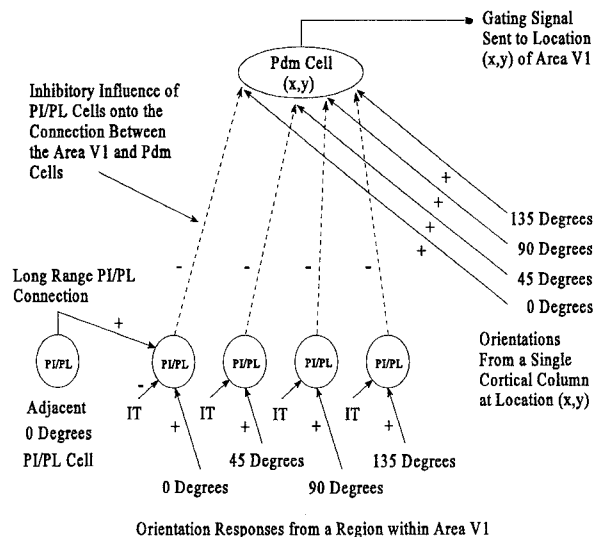 Gating Signal
Sent to Location
(x,y) of Area V1
Pdm Cell
(x,y)
Inhibitory Influence of
PI/PL Cells onto the
Connection Between
the Area V1 and Pdm
Cells
+
+
+
+
135 Degrees
90 Degrees
45 Degrees
0 Degrees
- - - -
Long Range PI/PL
Connection
+
Orientations
From a Single
Cortical Column
at Location (x,y)
PI/PL PI/PL PI/PL PI/PL PI/PL
-
IT IT IT IT
+ + + +
Adjacent
0 Degrees
PI/PL Cell
45 Degrees 135 Degrees
0 Degrees 90 Degrees
Orientation Responses from a Region within Area V1